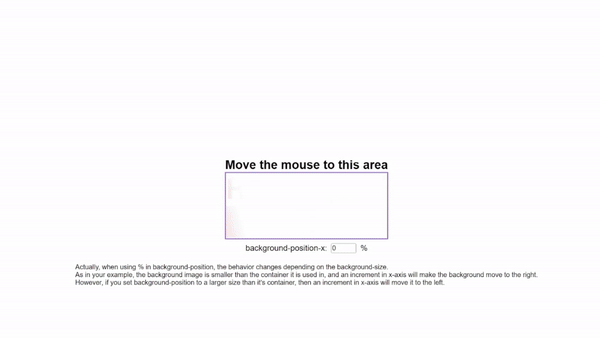 Move the mouse to this area
background-position-x: 0 %
Actually, when using % in background-position, the behavior changes depending on the background-size.
As in your example, the background image is smaller than the container it is used in, and an increment in x-axis will make the background move to the right.
However, if you set background-position to a larger size than it's container, then an increment in x-axis will move it to the left.